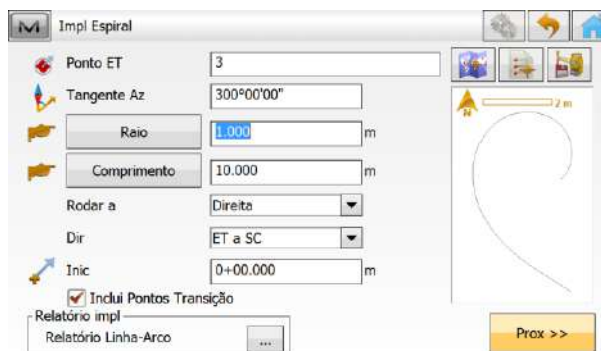 Impl Espiral
Ponto ET 3
Tangente Az 300°00'00"
Raio 1.000 m
Comprimento 10.000 m
Rodar a Direita
Dir ET a SC
Inic 0+00.000 m
Inclui Pontos Transição
Relatório impl
Relatório Linha-Arco ...
2 m
N
Prox >>